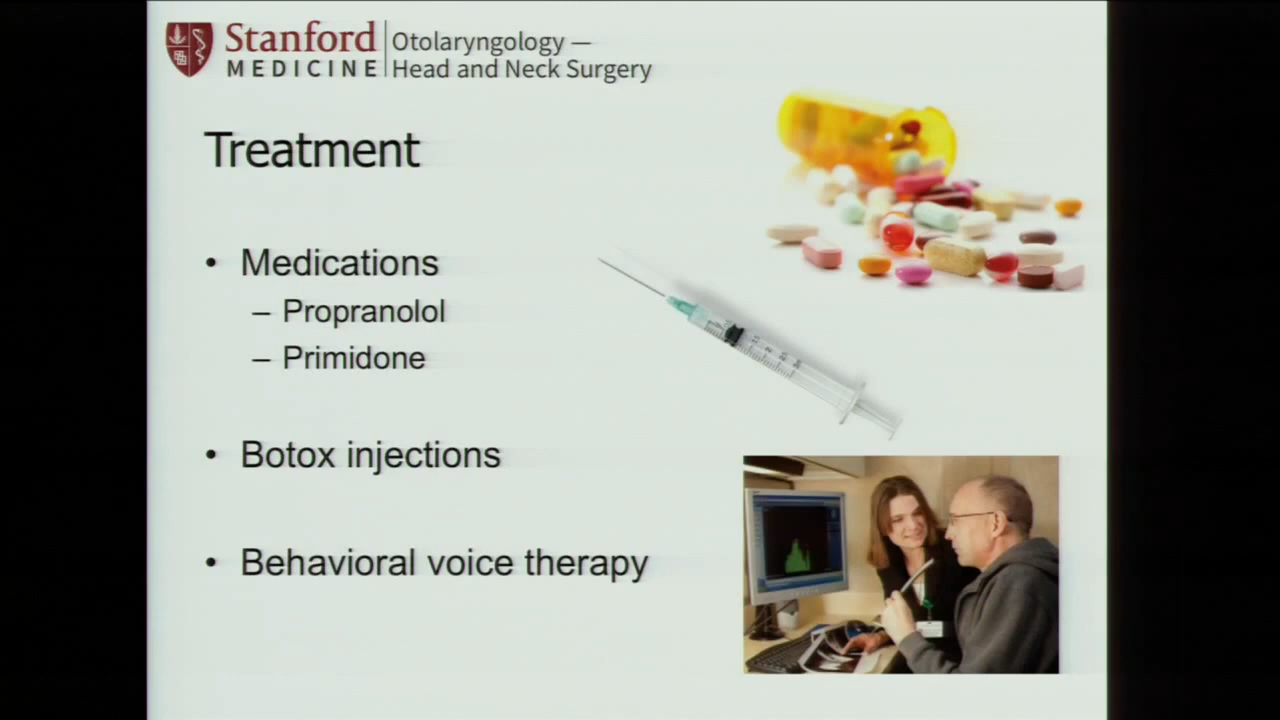 Stanford
MEDICINE
Otolaryngology —
Head and Neck Surgery
Treatment
• Medications
– Propranolol
– Primidone
• Botox injections
• Behavioral voice therapy